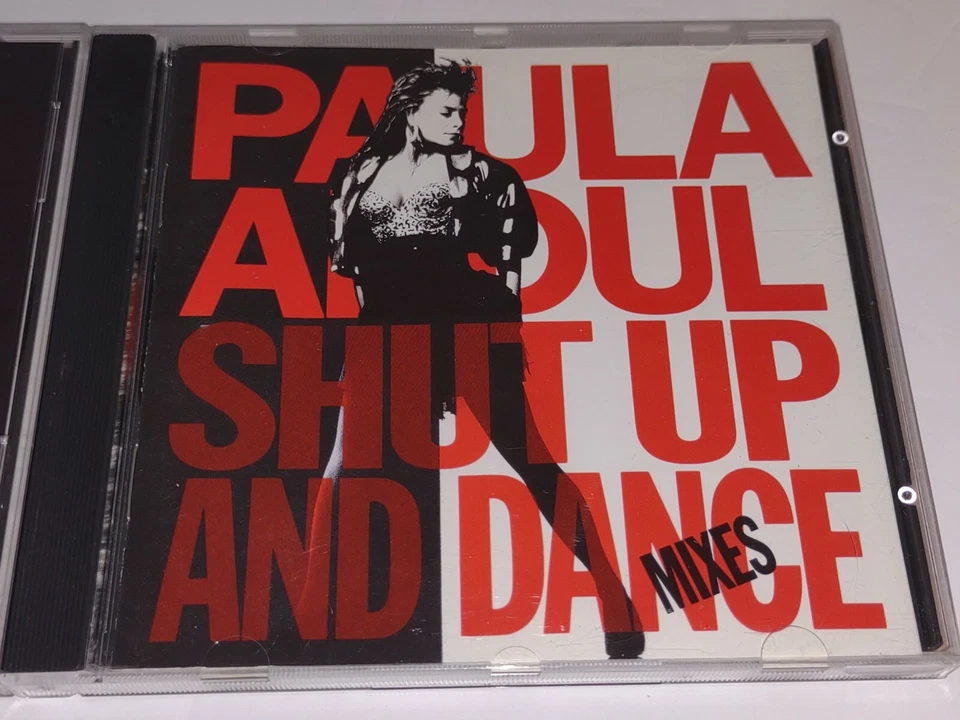 PAULA
ABDUL
SHUT UP
AND DANCE
MIXES